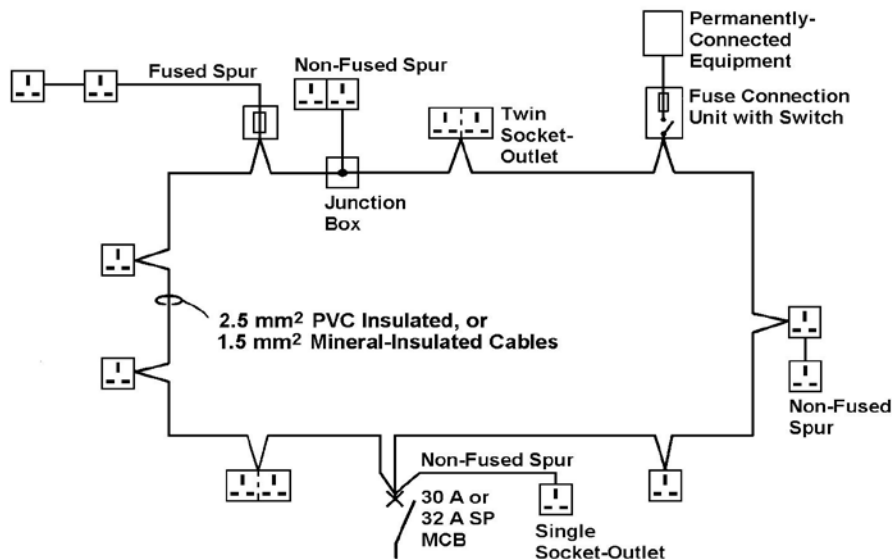 Permanently-
Connected
Equipment
Fused Spur
Non-Fused Spur
Twin
Socket-
Outlet
Fuse Connection
Unit with Switch
Junction
Box
2.5 mm² PVC Insulated, or
1.5 mm² Mineral-Insulated Cables
Non-Fused
Spur
Non-Fused Spur
30 A or
32 A SP
MCB
Single
Socket-Outlet